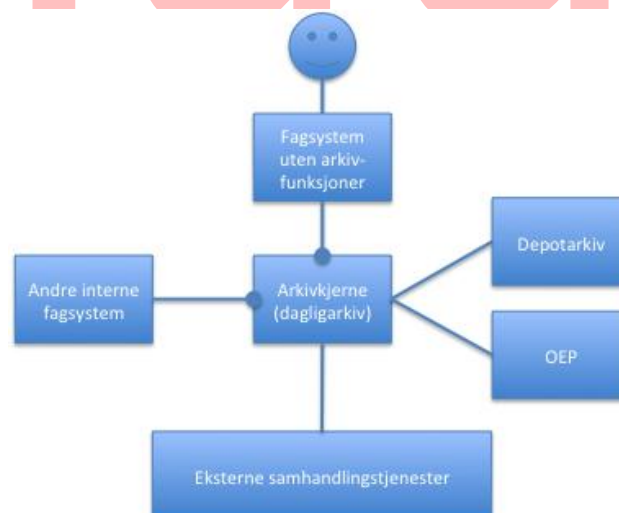 Fagsystem
uten arkiv-
funksjoner
Depotarkiv
Andre interne
fagsystem
Arkivkjerne
(dagligarkiv)
OEP
Eksterne samhandlingstjenester